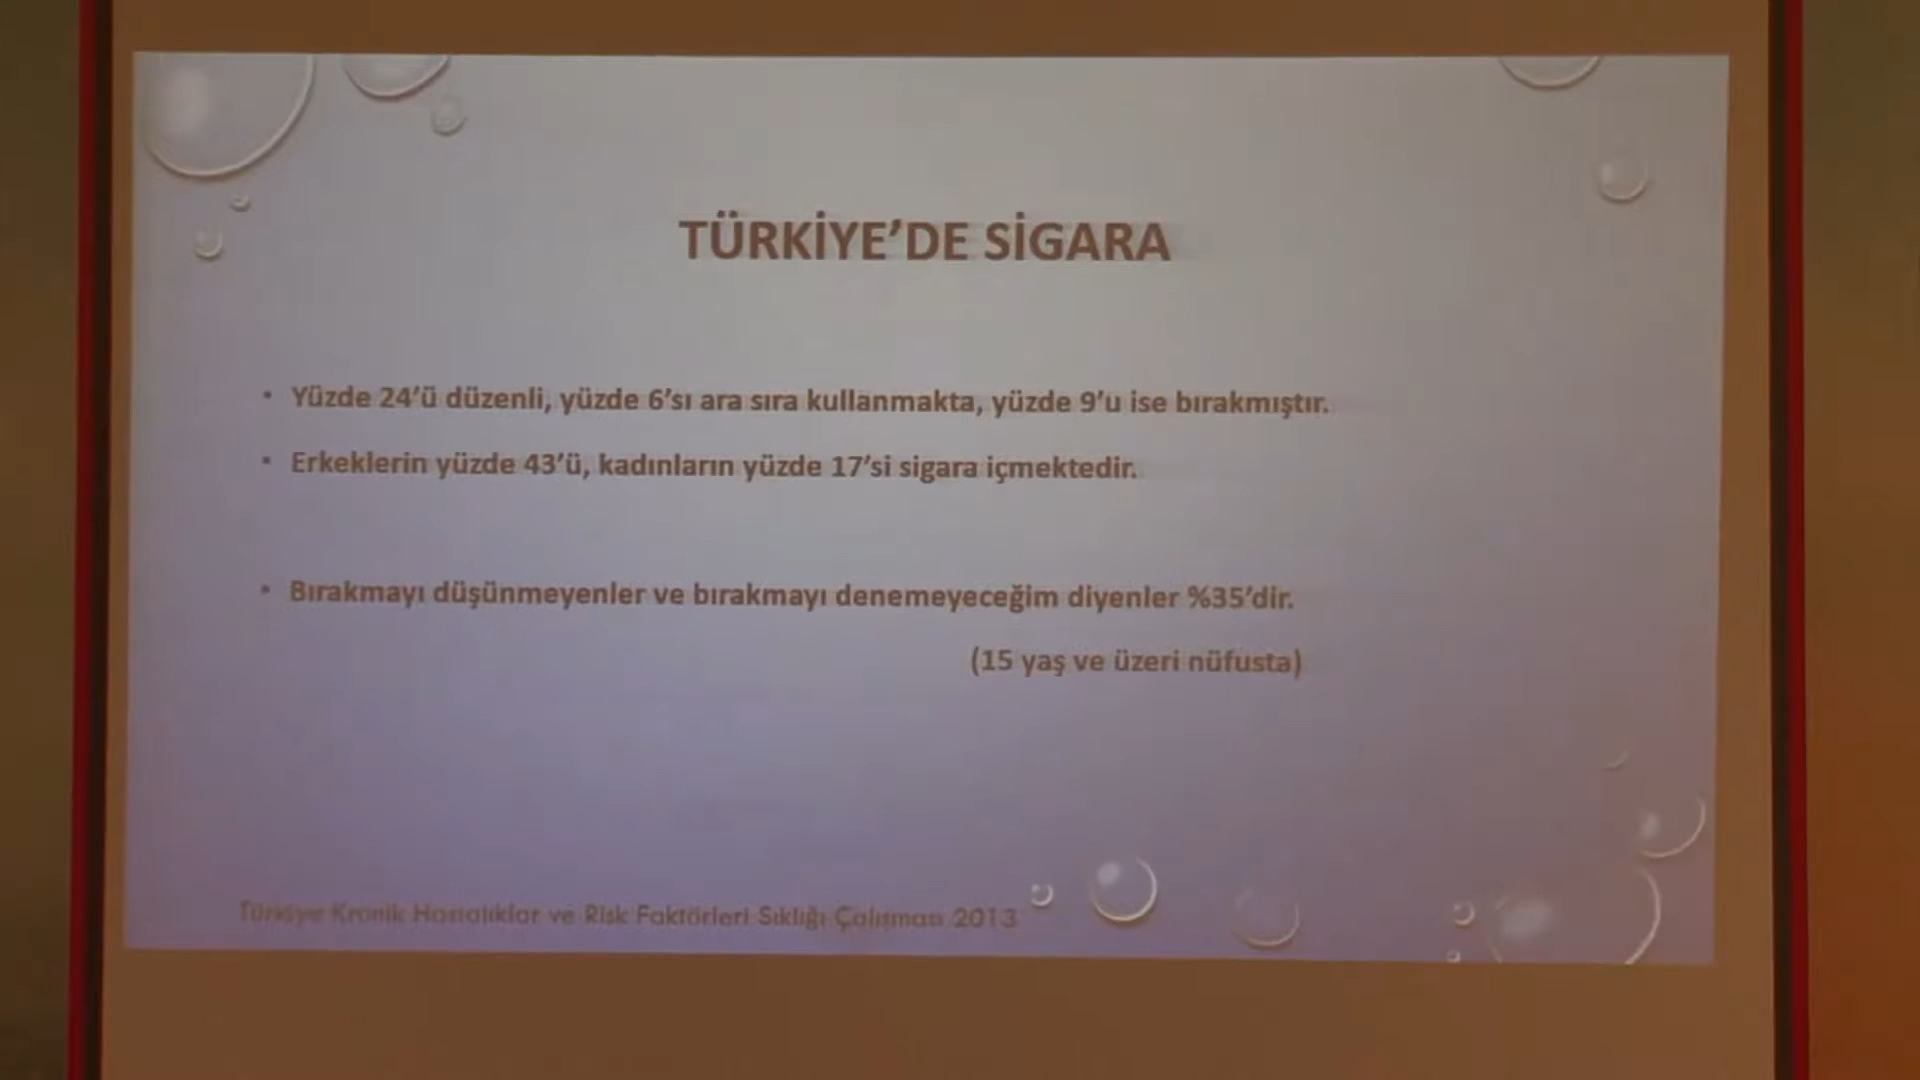 TÜRKİYE'DE SİGARA
• Yüzde 24'ü düzenli, yüzde 6'sı ara sıra kullanmakta, yüzde 9'u ise bırakmıştır.
• Erkeklerin yüzde 43'ü, kadınların yüzde 17'si sigara içmektedir.
• Bırakmayı düşünmeyenler ve bırakmayı denemeyeceğim diyenler %35'dir.
(15 yaş ve üzeri nüfusta)
Türkiye Kronik Hastalıklar ve Risk Faktörleri Sıklığı Çalışması 2013